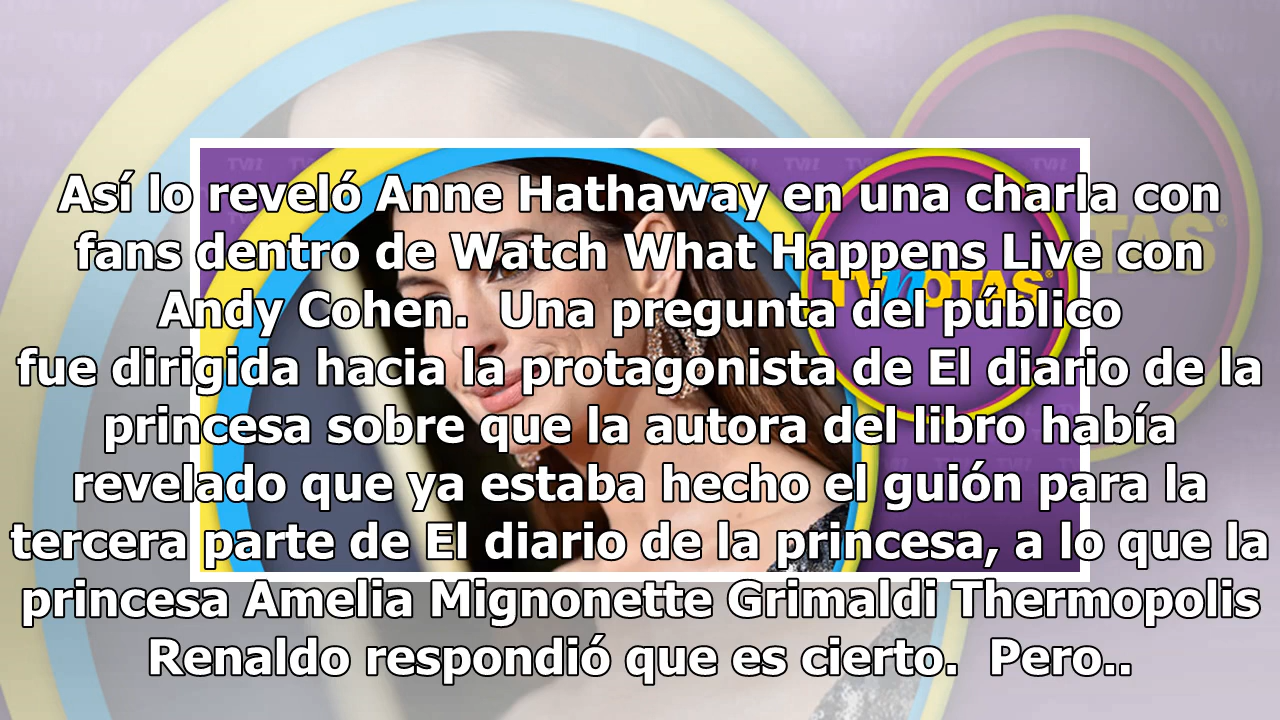 Así lo reveló Anne Hathaway en una charla con
fans dentro de Watch What Happens Live con
Andy Cohen.  Una pregunta del público
fue dirigida hacia la protagonista de El diario de la
princesa sobre que la autora del libro había
revelado que ya estaba hecho el guión para la
tercera parte de El diario de la princesa, a lo que la
princesa Amelia Mignonette Grimaldi Thermopolis
Renaldo respondió que es cierto.  Pero..
TVNOTAS